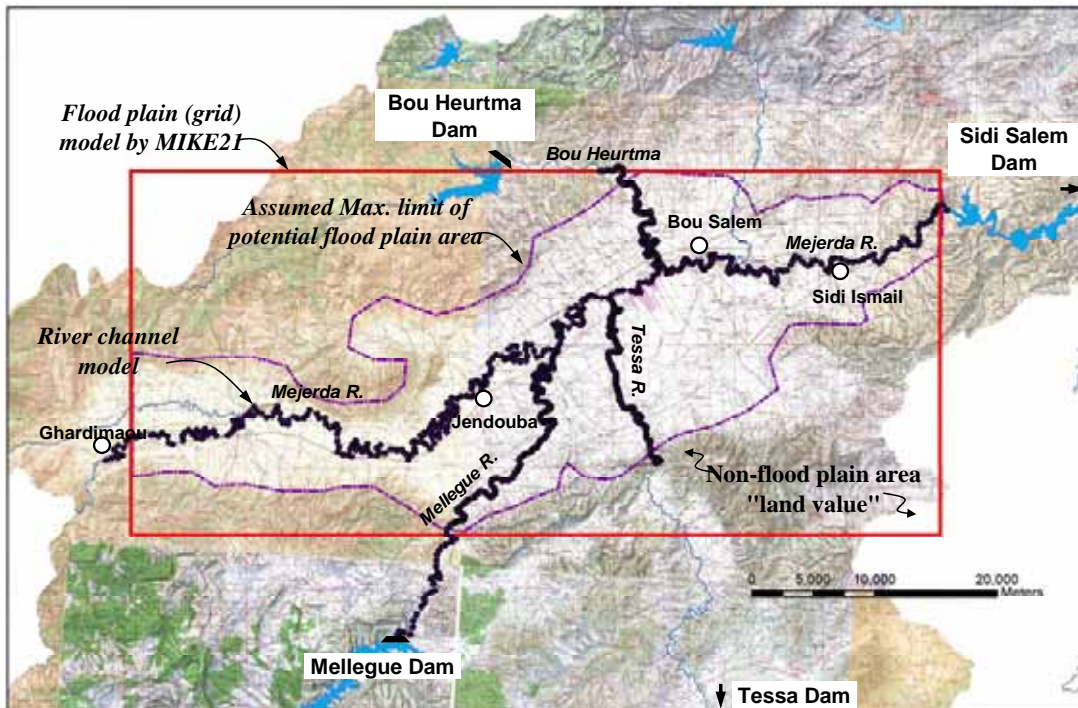 Flood plain (grid)
model by MIKE21
Bou Heurtma
Dam
Bou Heurtma
Sidi Salem
Dam
Assumed Max. limit of
potential flood plain area
Bou Salem
Mejerda R.
Sidi Ismail
River channel
model
Mejerda R.
Tessa R.
Jendouba
Ghardimaou
Mellegue R.
Non-flood plain area
"land value"
0 5,000 10,000 20,000
Meters
Mellegue Dam
Tessa Dam